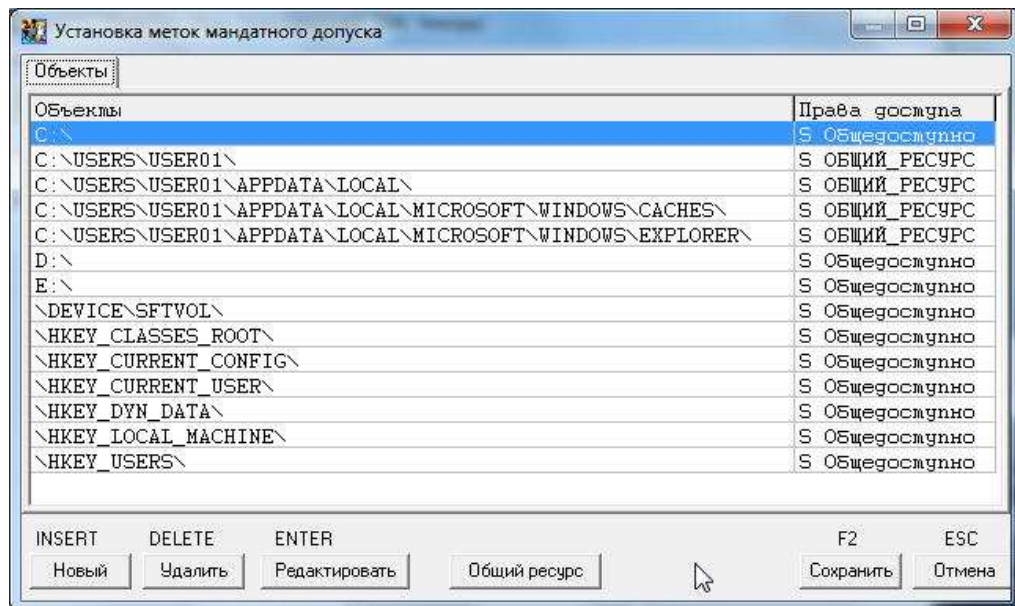 Установка меток мандатного допуска
Объекты
Объекты Права доступа
C:\ S Общедоступно
C:\USERS\USER01\ S ОБЩИЙ_РЕСУРС
C:\USERS\USER01\APPDATA\LOCAL\ S ОБЩИЙ_РЕСУРС
C:\USERS\USER01\APPDATA\LOCAL\MICROSOFT\WINDOWS\CACHES\ S ОБЩИЙ_РЕСУРС
C:\USERS\USER01\APPDATA\LOCAL\MICROSOFT\WINDOWS\EXPLORER\ S ОБЩИЙ_РЕСУРС
D:\ S Общедоступно
E:\ S Общедоступно
\DEVICE\SFTVOL\ S Общедоступно
\HKEY_CLASSES_ROOT\ S Общедоступно
\HKEY_CURRENT_CONFIG\ S Общедоступно
\HKEY_CURRENT_USER\ S Общедоступно
\HKEY_DYN_DATA\ S Общедоступно
\HKEY_LOCAL_MACHINE\ S Общедоступно
\HKEY_USERS\ S Общедоступно
INSERT DELETE ENTER F2 ESC
Новый Удалить Редактировать Общий ресурс Сохранить Отмена